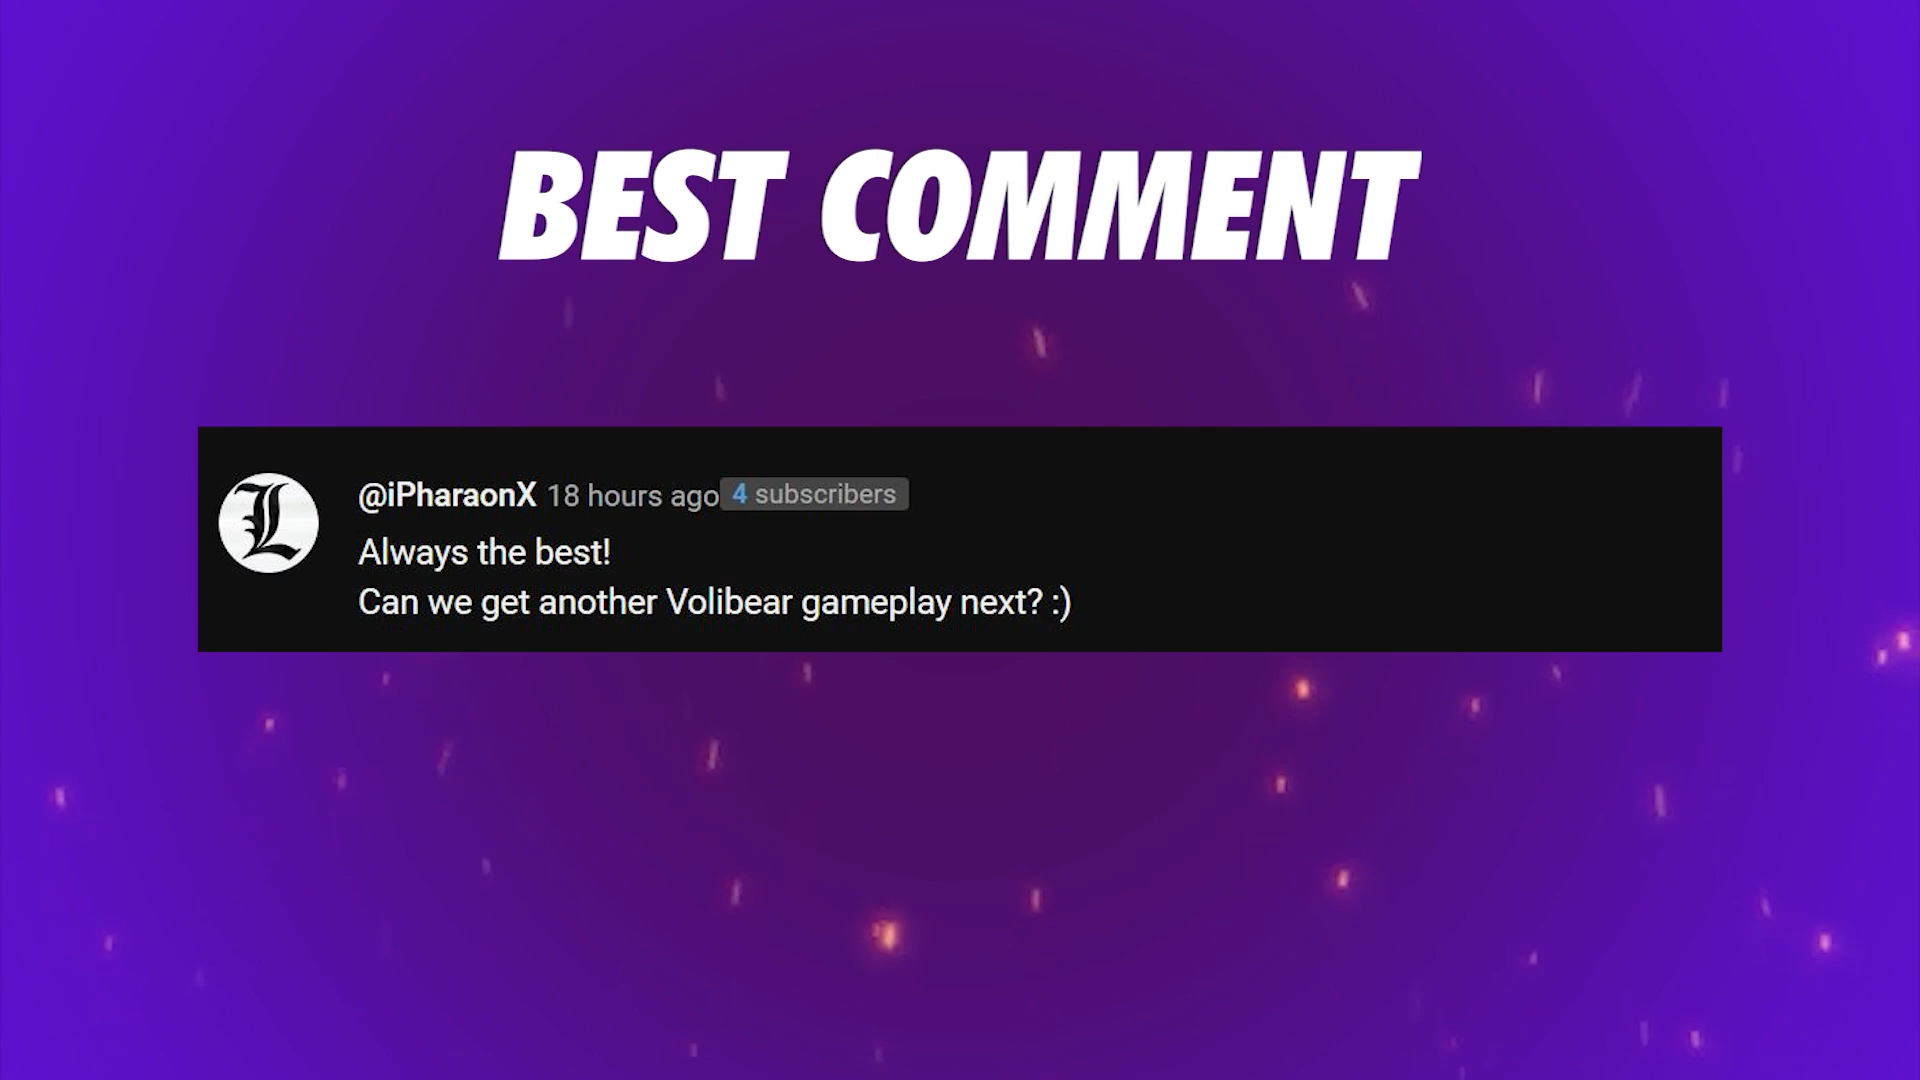 BEST COMMENT
@iPharaonX 18 hours ago 4 subscribers
Always the best!
Can we get another Volibear gameplay next? :)